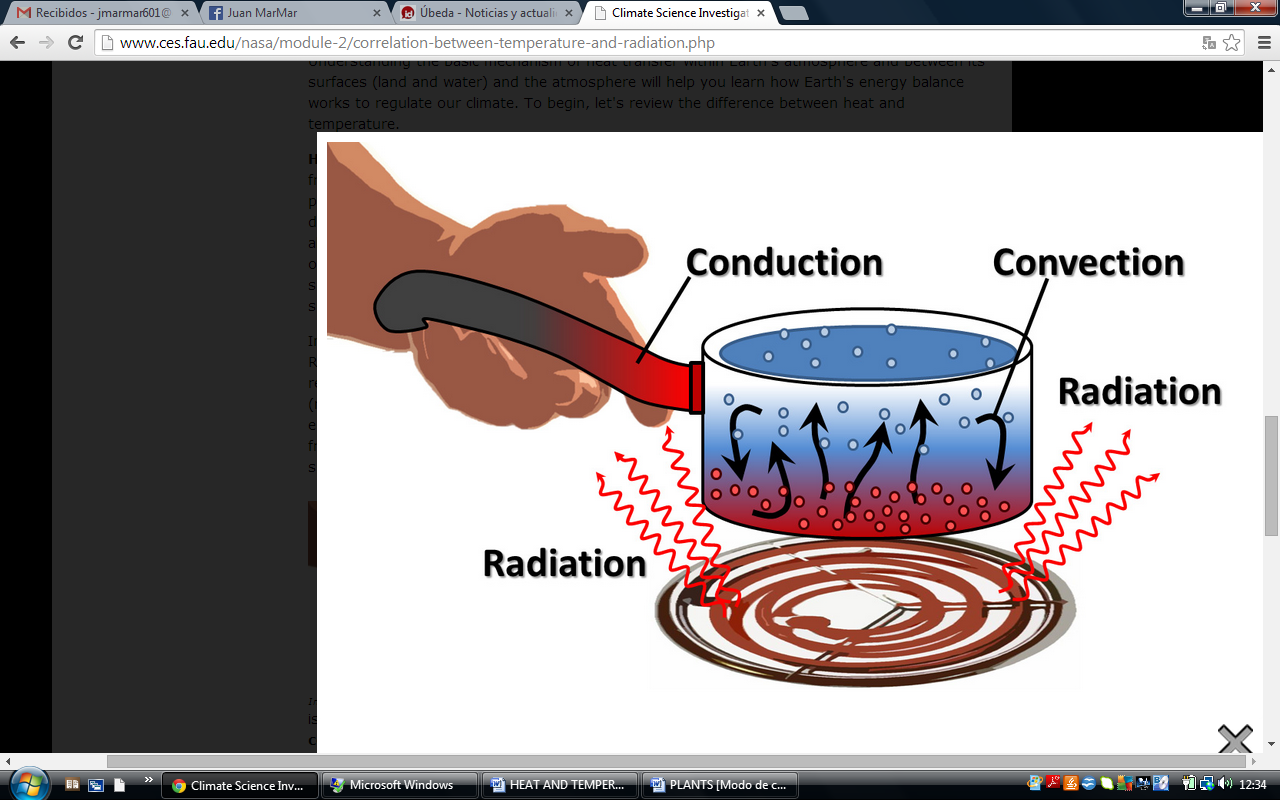 Recibidos - jmarmar601@
Juan MarMar
Úbeda - Noticias y actuali
Climate Science Investigat
www.ces.fau.edu/nasa/module-2/correlation-between-temperature-and-radiation.php
Understanding the basic mechanism of heat transfer within Earth's atmosphere and between its
surfaces (land and water) and the atmosphere will help you learn how Earth's energy balance
works to regulate our climate. To begin, let's review the difference between heat and
temperature.
Conduction
Convection
Radiation
Radiation
Climate Science Inv...
Microsoft Windows
HEAT AND TEMPER...
PLANTS [Modo de c...
12:34